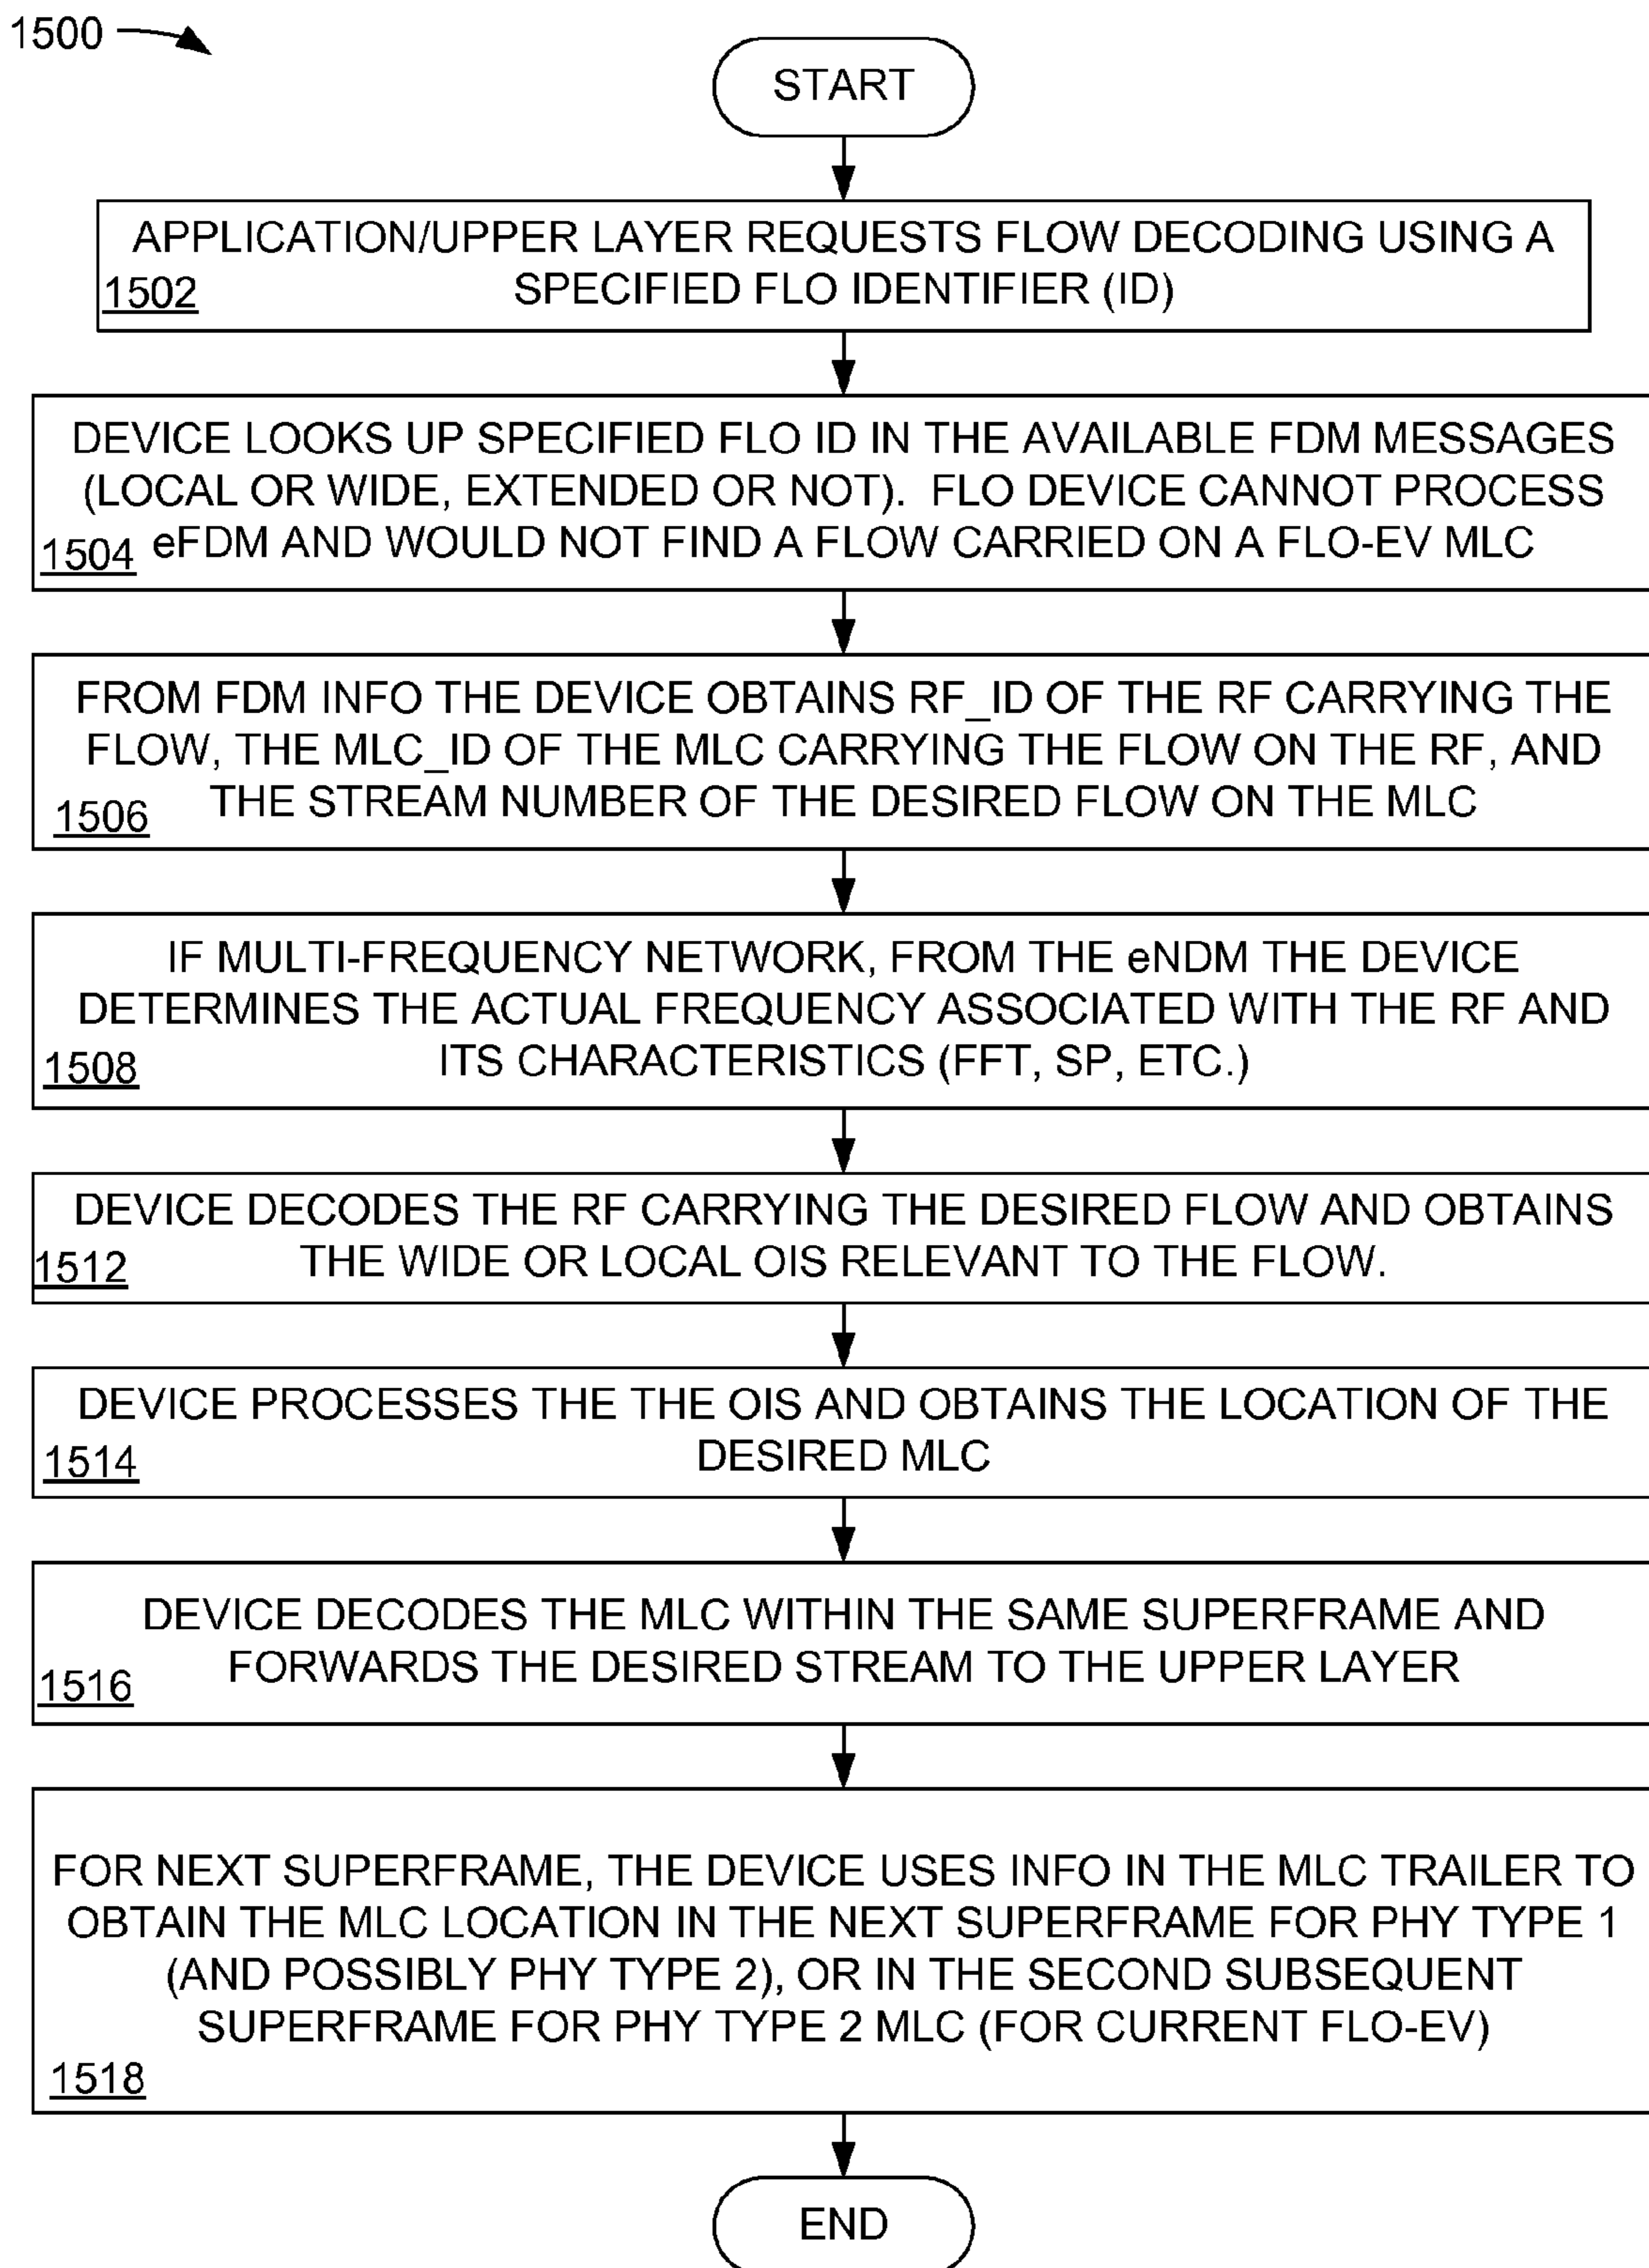 1500
START
APPLICATION/UPPER LAYER REQUESTS FLOW DECODING USING A
SPECIFIED FLO IDENTIFIER (ID)
1502
DEVICE LOOKS UP SPECIFIED FLO ID IN THE AVAILABLE FDM MESSAGES
(LOCAL OR WIDE, EXTENDED OR NOT). FLO DEVICE CANNOT PROCESS
eFDM AND WOULD NOT FIND A FLOW CARRIED ON A FLO-EV MLC
1504
FROM FDM INFO THE DEVICE OBTAINS RF_ID OF THE RF CARRYING THE
FLOW, THE MLC_ID OF THE MLC CARRYING THE FLOW ON THE RF, AND
THE STREAM NUMBER OF THE DESIRED FLOW ON THE MLC
1506
IF MULTI-FREQUENCY NETWORK, FROM THE eNDM THE DEVICE
DETERMINES THE ACTUAL FREQUENCY ASSOCIATED WITH THE RF AND
ITS CHARACTERISTICS (FFT, SP, ETC.)
1508
DEVICE DECODES THE RF CARRYING THE DESIRED FLOW AND OBTAINS
THE WIDE OR LOCAL OIS RELEVANT TO THE FLOW.
1512
DEVICE PROCESSES THE THE OIS AND OBTAINS THE LOCATION OF THE
DESIRED MLC
1514
DEVICE DECODES THE MLC WITHIN THE SAME SUPERFRAME AND
FORWARDS THE DESIRED STREAM TO THE UPPER LAYER
1516
FOR NEXT SUPERFRAME, THE DEVICE USES INFO IN THE MLC TRAILER TO
OBTAIN THE MLC LOCATION IN THE NEXT SUPERFRAME FOR PHY TYPE 1
(AND POSSIBLY PHY TYPE 2), OR IN THE SECOND SUBSEQUENT
SUPERFRAME FOR PHY TYPE 2 MLC (FOR CURRENT FLO-EV)
1518
END